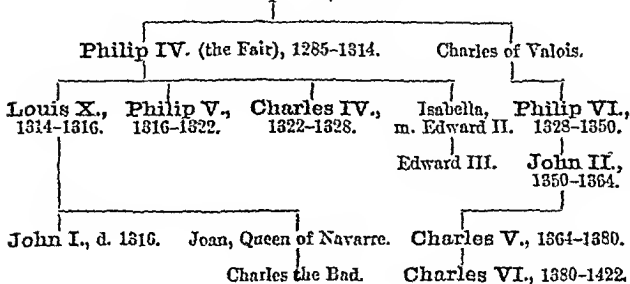 Philip IV. (the Fair), 1285-1314. Charles of Valois.
Louis X., Philip V., Charles IV., Isabella, Philip VI.,
1314-1316. 1316-1322. 1322-1328. m. Edward II. 1328-1350.
Edward III. John II.,
1350-1364.
John I., d. 1316. Joan, Queen of Navarre. Charles V., 1364-1380.
Charles the Bad. Charles VI., 1380-1422.